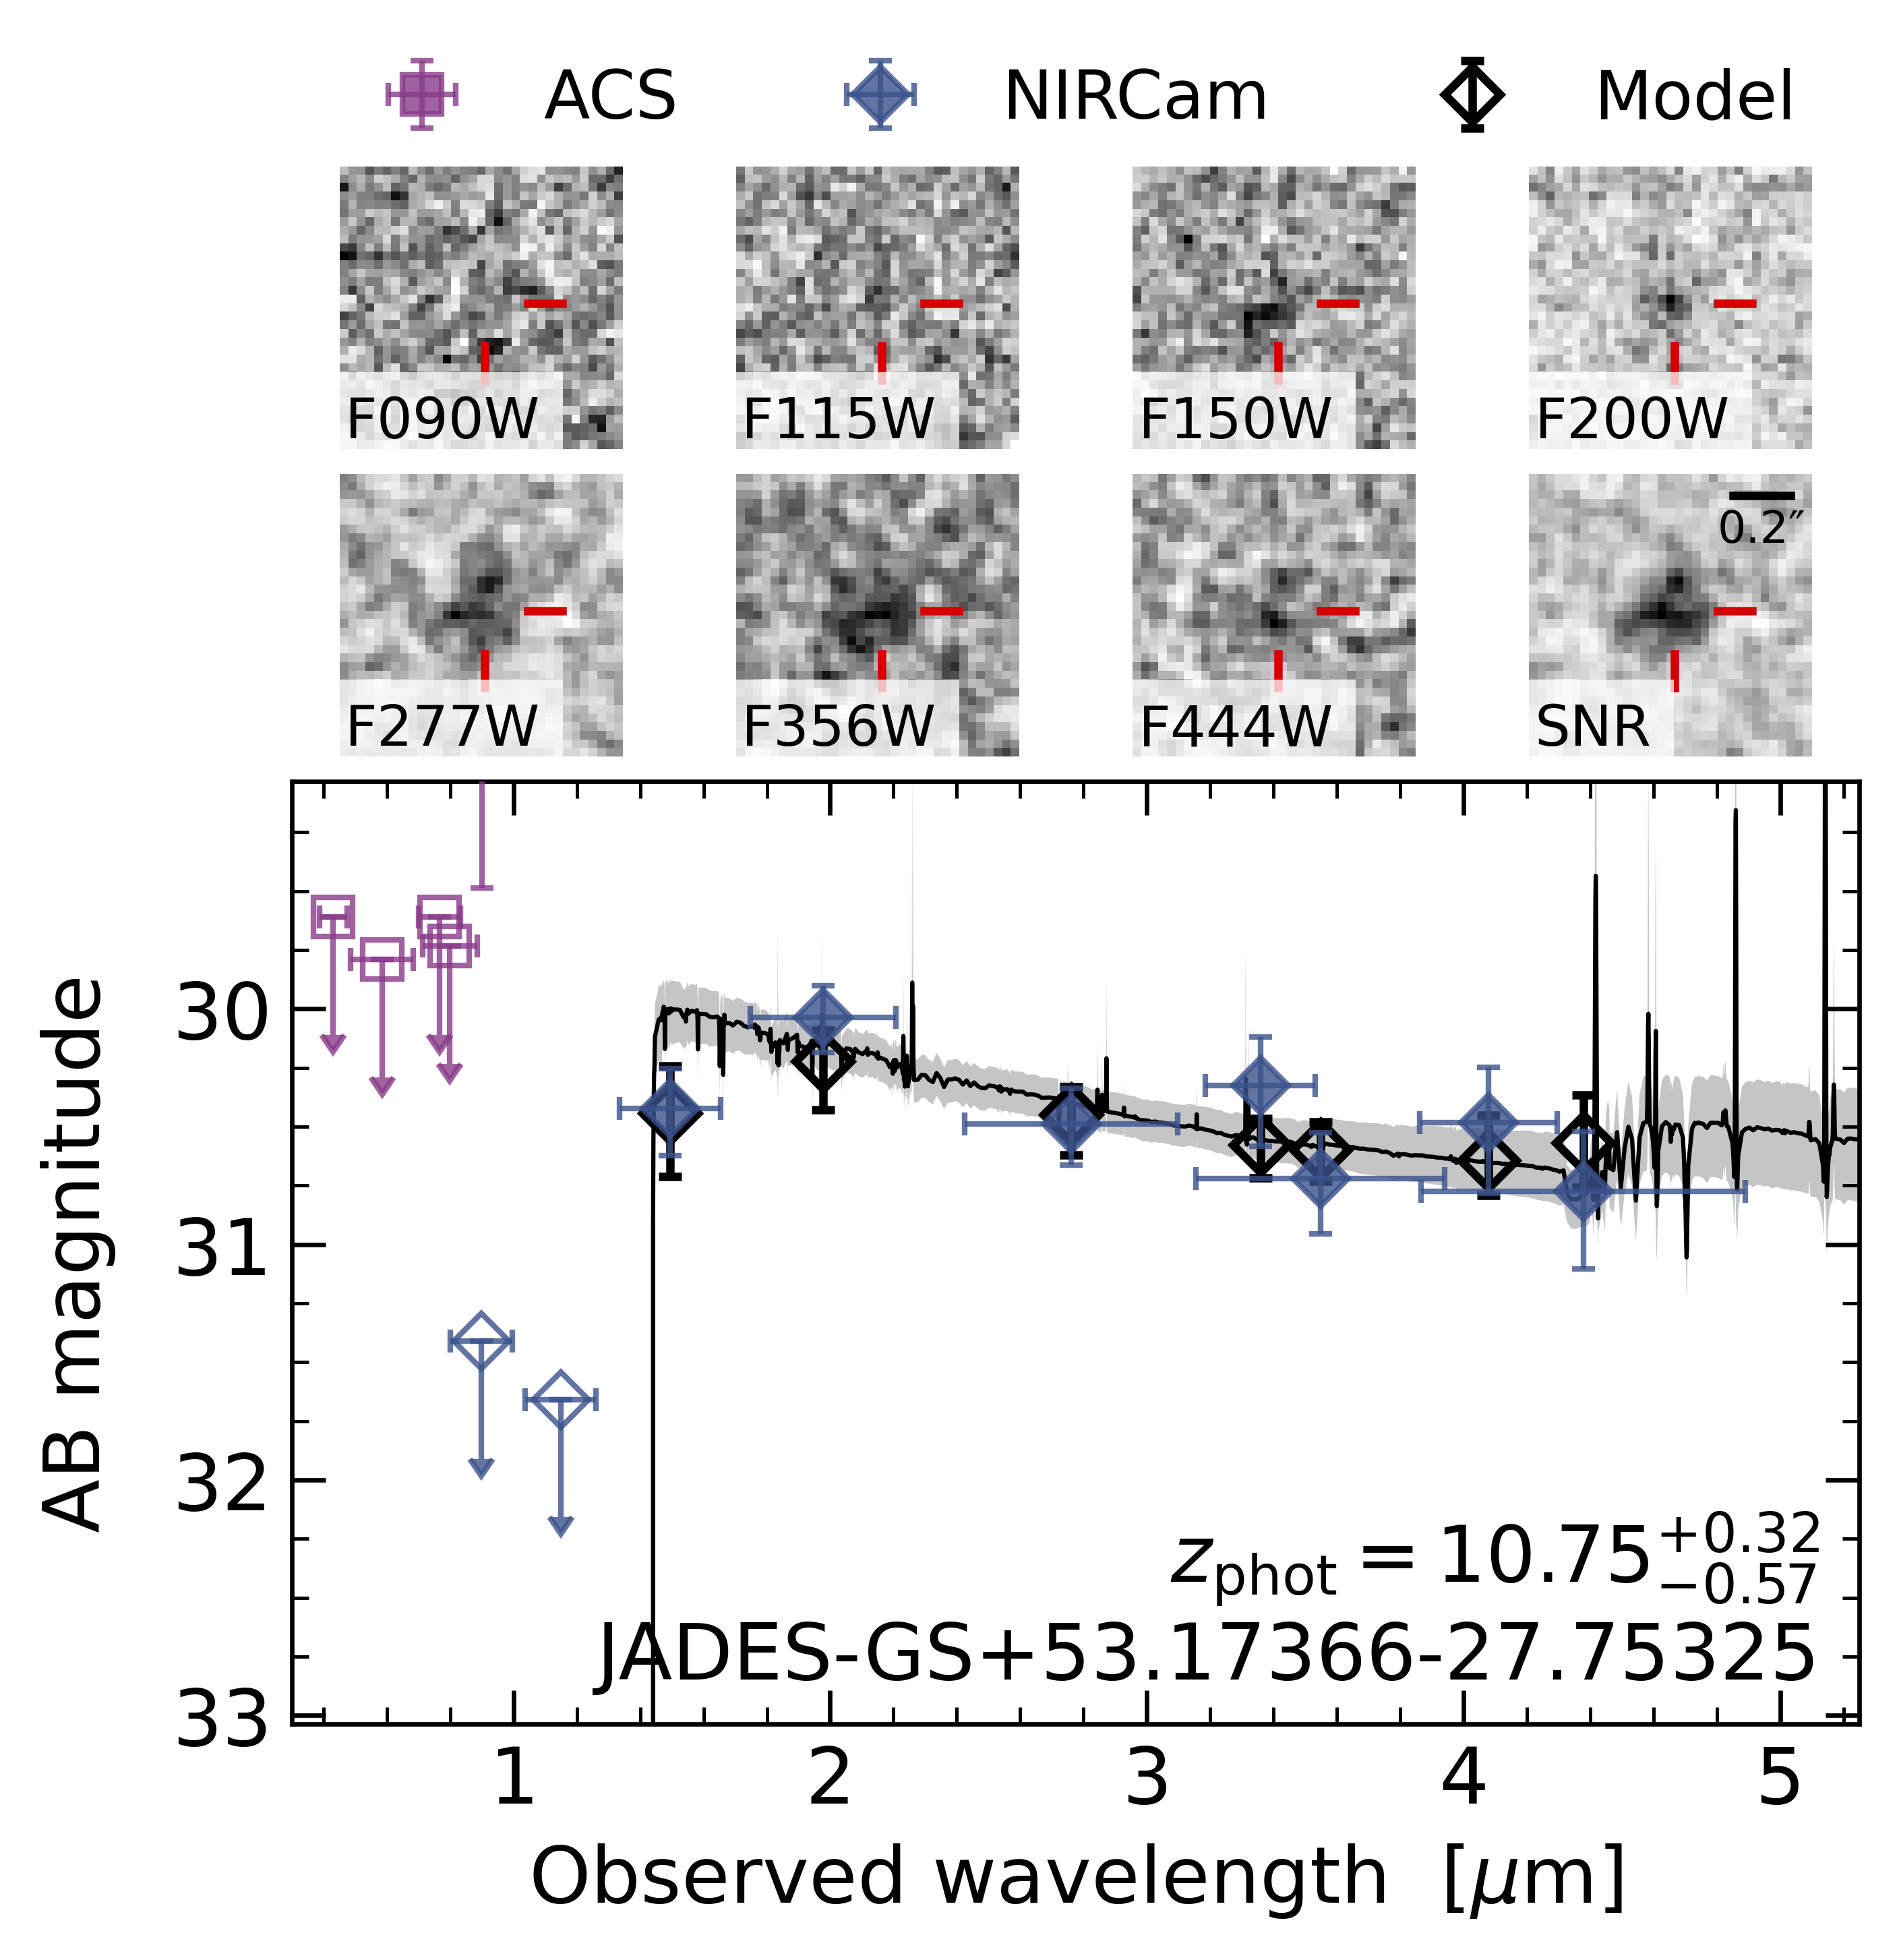 ACS NIRCam Model
F090W F115W F150W F200W
0.2″
F277W F356W F444W SNR
AB magnitude
30
31
32
33
z_phot = 10.75^{+0.32}_{−0.57}
JADES-GS+53.17366-27.75325
1 2 3 4 5
Observed wavelength [μm]